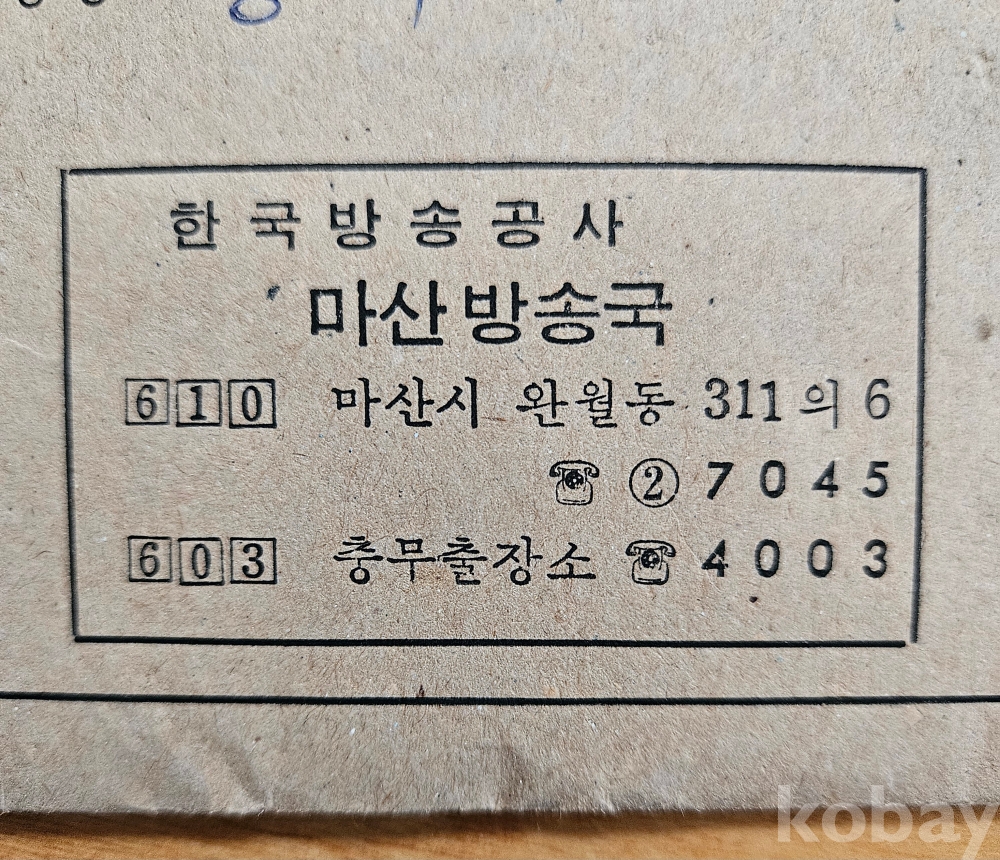 한국방송공사
마산방송국
610 마산시 완월동 311의 6
☎ ② 7045
603 충무출장소 ☎ 4003
kobay